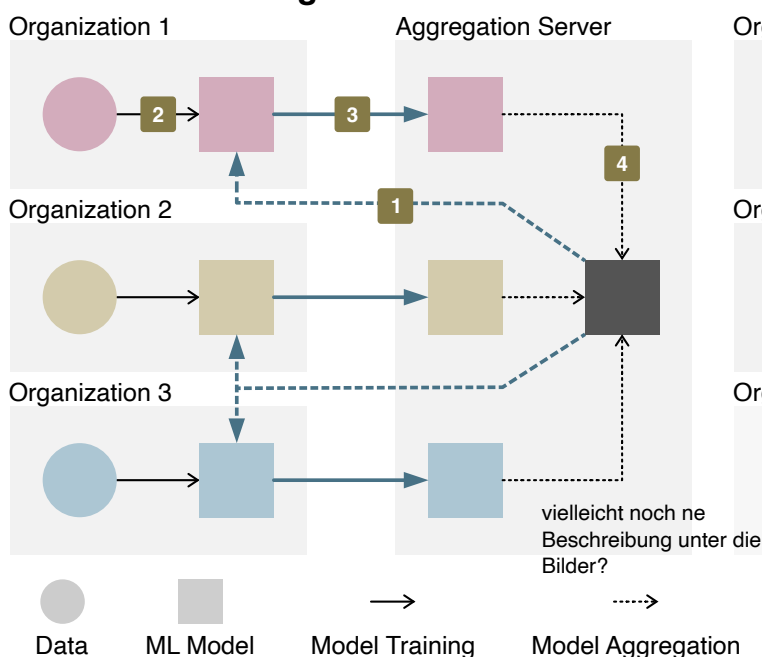 Organization 1
Aggregation Server
2
3
4
1
Organization 2
Organization 3
vielleicht noch ne
Beschreibung unter die
Bilder?
Data
ML Model
Model Training
Model Aggregation